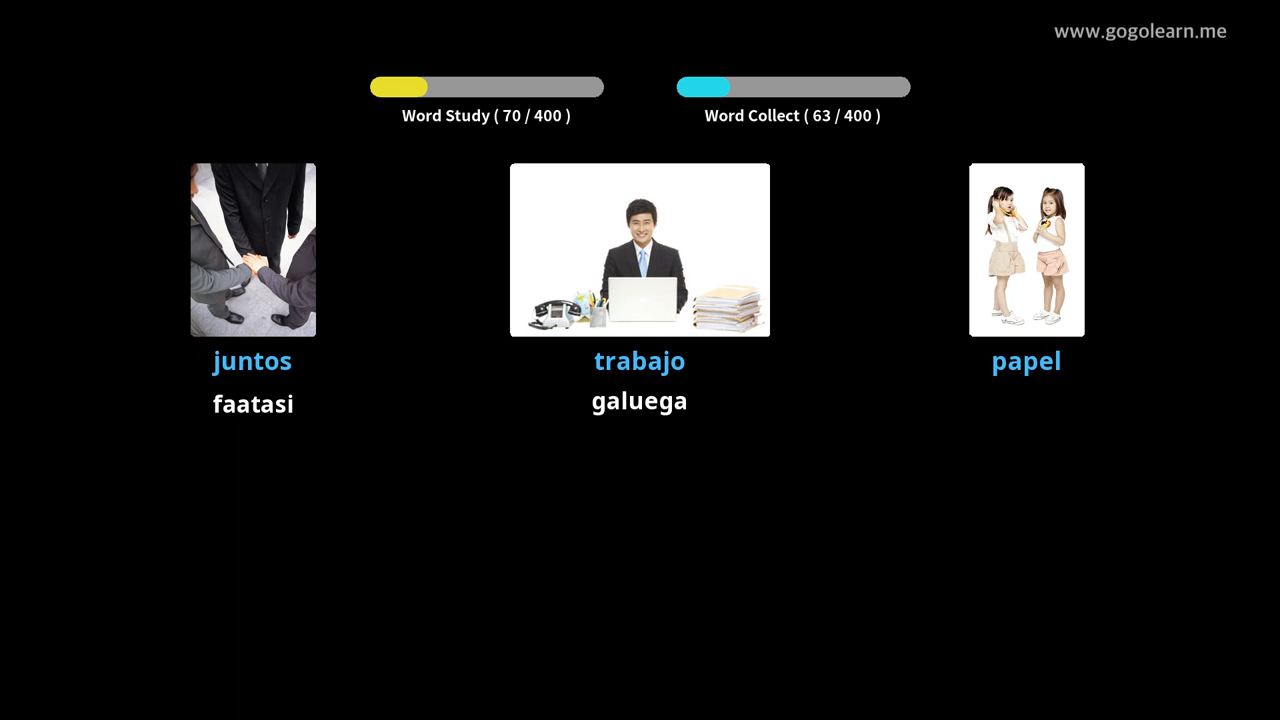 www.gogolearn.me
Word Study ( 70 / 400 )
Word Collect ( 63 / 400 )
juntos
trabajo
papel
faatasi
galuega